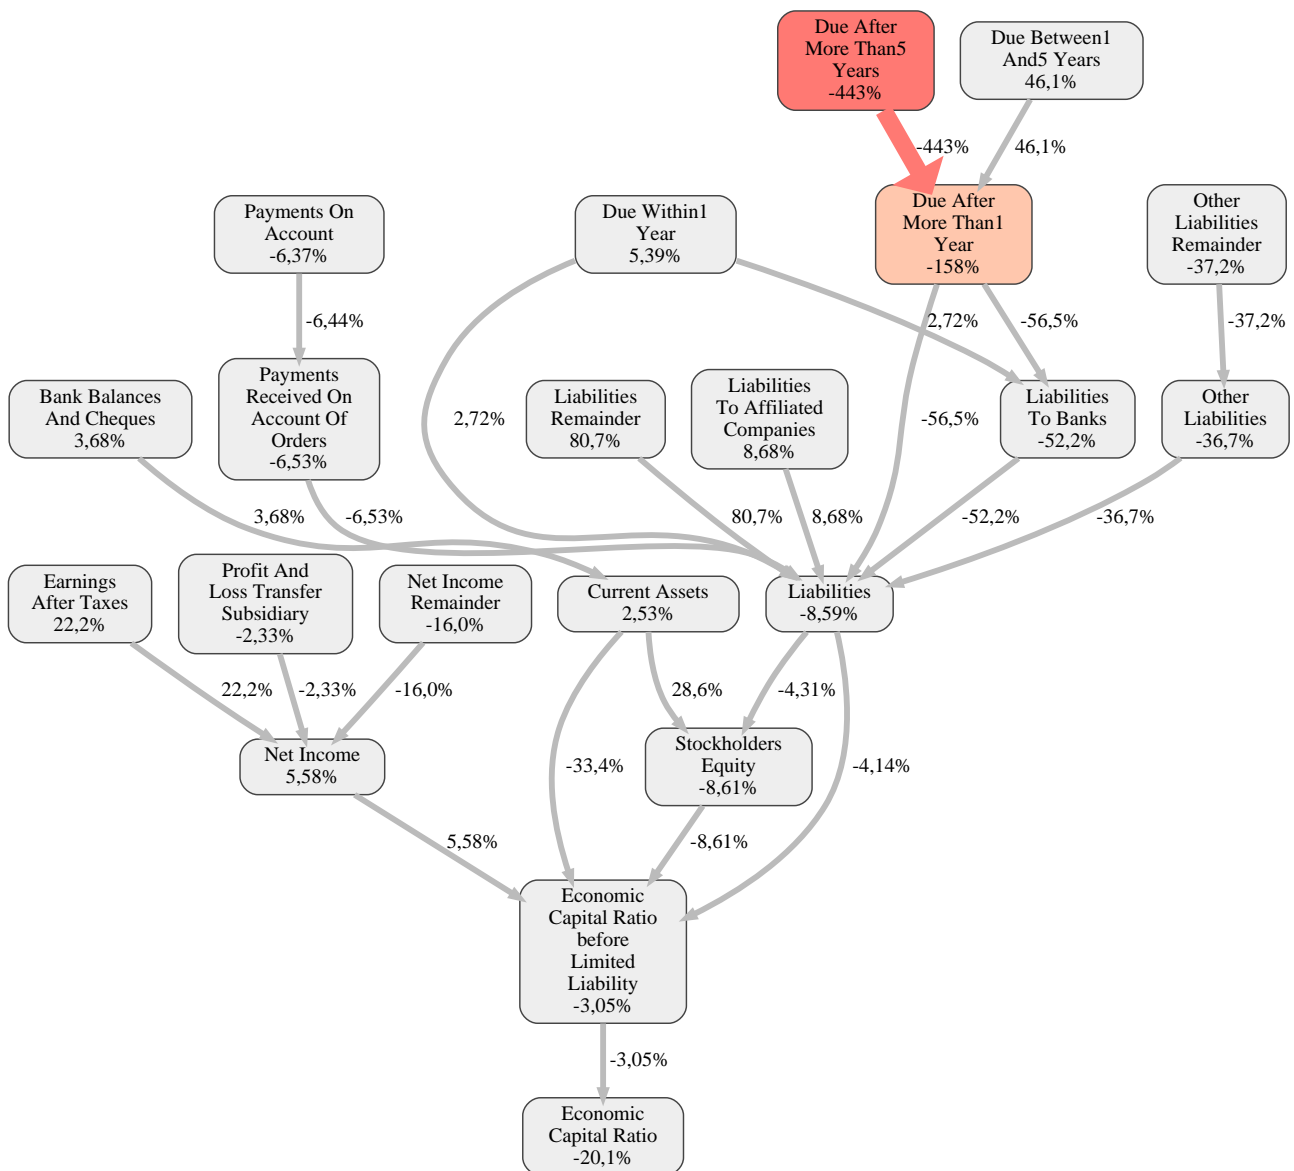 Due After
More Than5
Years
-443%
Due Between1
And5 Years
46,1%
-443%
46,1%
Payments On
Account
-6,37%
Due Within1
Year
5,39%
Due After
More Than1
Year
-158%
Other
Liabilities
Remainder
-37,2%
-6,44%
2,72%
-56,5%
-37,2%
Bank Balances
And Cheques
3,68%
Payments
Received On
Account Of
Orders
-6,53%
2,72%
Liabilities
Remainder
80,7%
Liabilities
To Affiliated
Companies
8,68%
-56,5%
Liabilities
To Banks
-52,2%
Other
Liabilities
-36,7%
3,68%
-6,53%
80,7%
8,68%
-52,2%
-36,7%
Earnings
After Taxes
22,2%
Profit And
Loss Transfer
Subsidiary
-2,33%
Net Income
Remainder
-16,0%
Current Assets
2,53%
Liabilities
-8,59%
22,2%
-2,33%
-16,0%
28,6%
-4,31%
Net Income
5,58%
-33,4%
Stockholders
Equity
-8,61%
-4,14%
5,58%
-8,61%
Economic
Capital Ratio
before
Limited
Liability
-3,05%
-3,05%
Economic
Capital Ratio
-20,1%